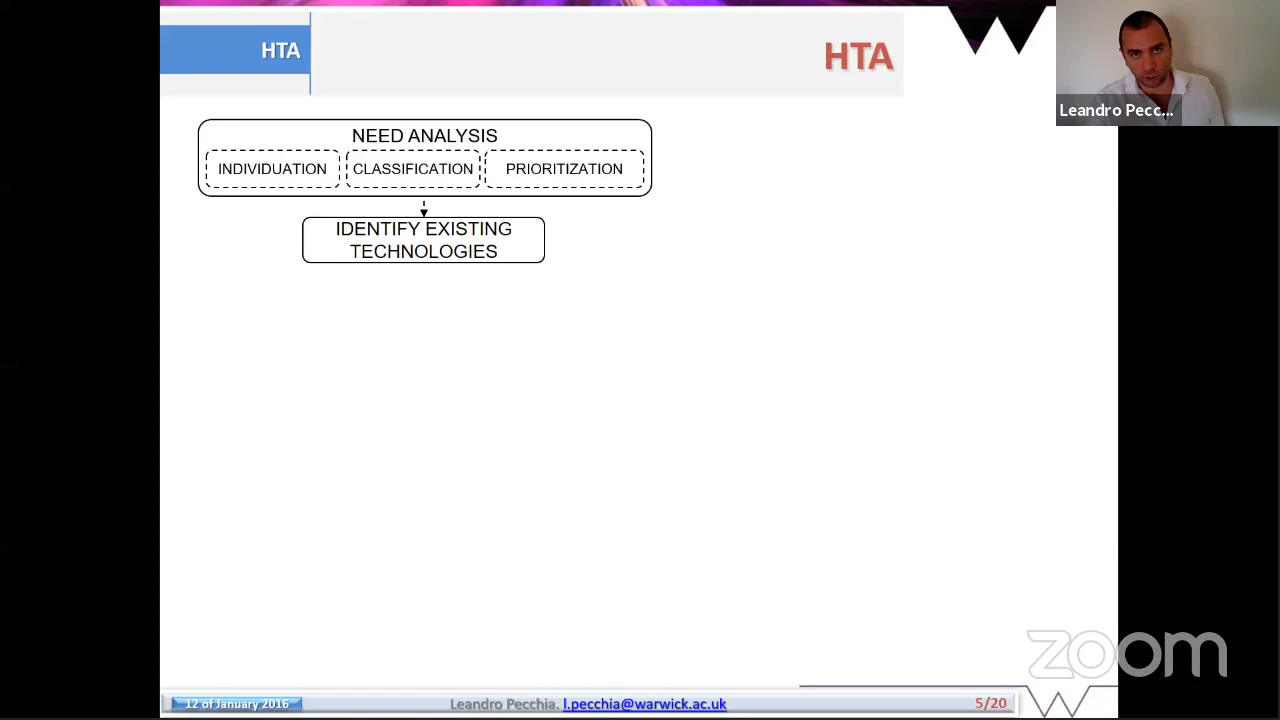 HTA
HTA
Leandro Pecc...
NEED ANALYSIS
INDIVIDUATION
CLASSIFICATION
PRIORITIZATION
IDENTIFY EXISTING
TECHNOLOGIES
zoom
12 of January 2016
Leandro Pecchia. l.pecchia@warwick.ac.uk
5/20